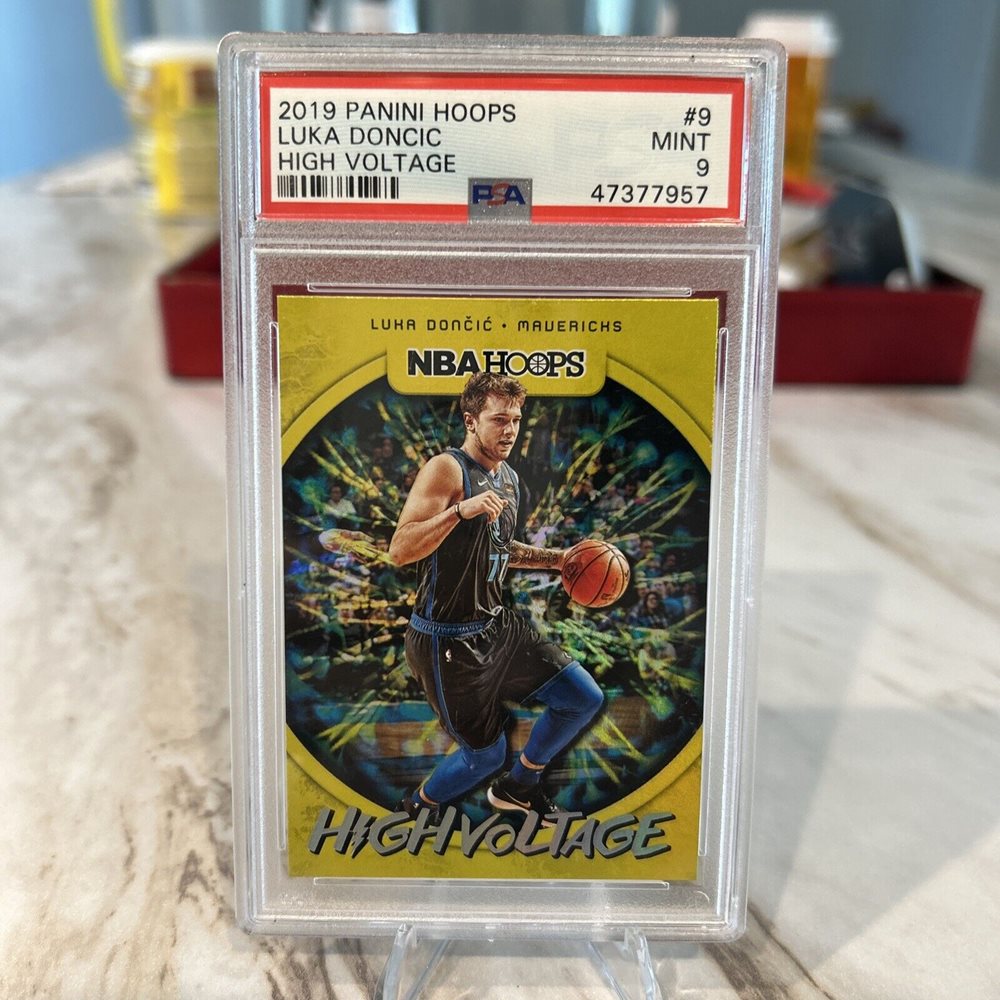 2019 PANINI HOOPS #9
LUKA DONCIC MINT
HIGH VOLTAGE 9
PSA 47377957
LUKA DONČIĆ • MAVERICKS
NBA HOOPS
77
HIGH VOLTAGE